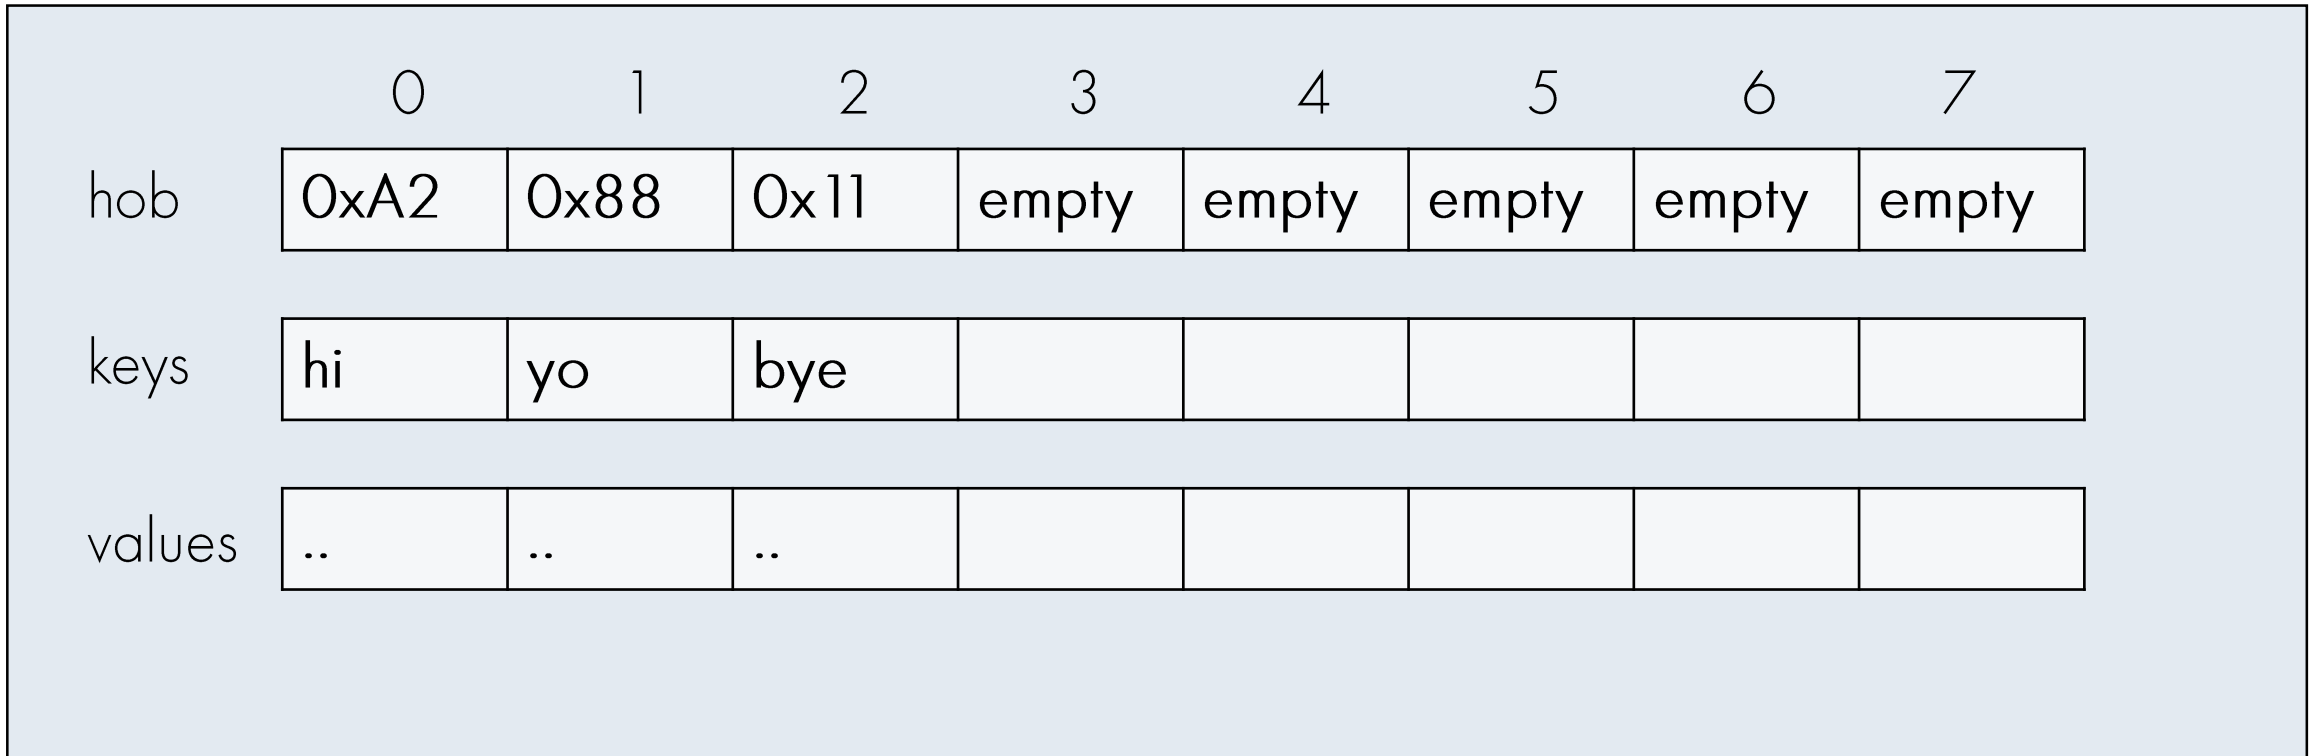 0 1 2 3 4 5 6 7
hob 0xA2 0x88 0x11 empty empty empty empty empty
keys hi yo bye
values .. .. ..